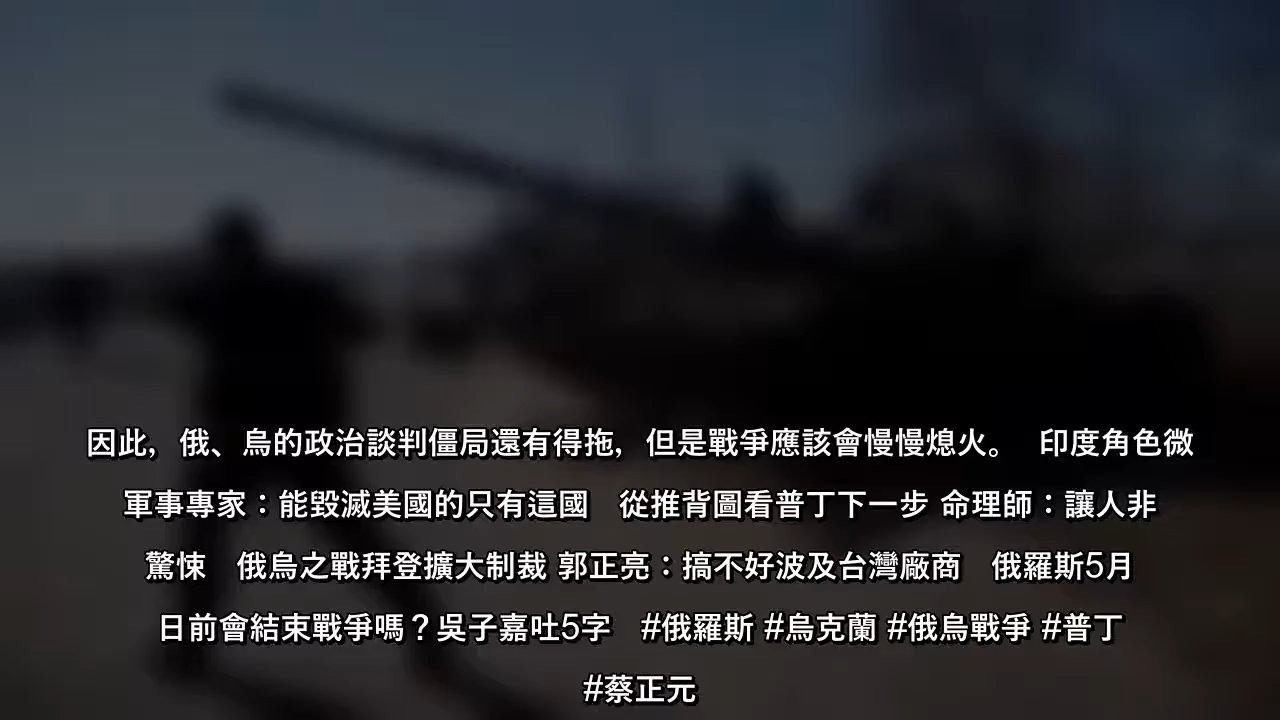 因此，俄、烏的政治談判僵局還有得拖，但是戰爭應該會慢慢熄火。 印度角色微
軍事專家：能毀滅美國的只有這國 從推背圖看普丁下一步 命理師：讓人非
驚悚 俄烏之戰拜登擴大制裁 郭正亮：搞不好波及台灣廠商 俄羅斯5月
日前會結束戰爭嗎？吳子嘉吐5字 #俄羅斯 #烏克蘭 #俄烏戰爭 #普丁
#蔡正元